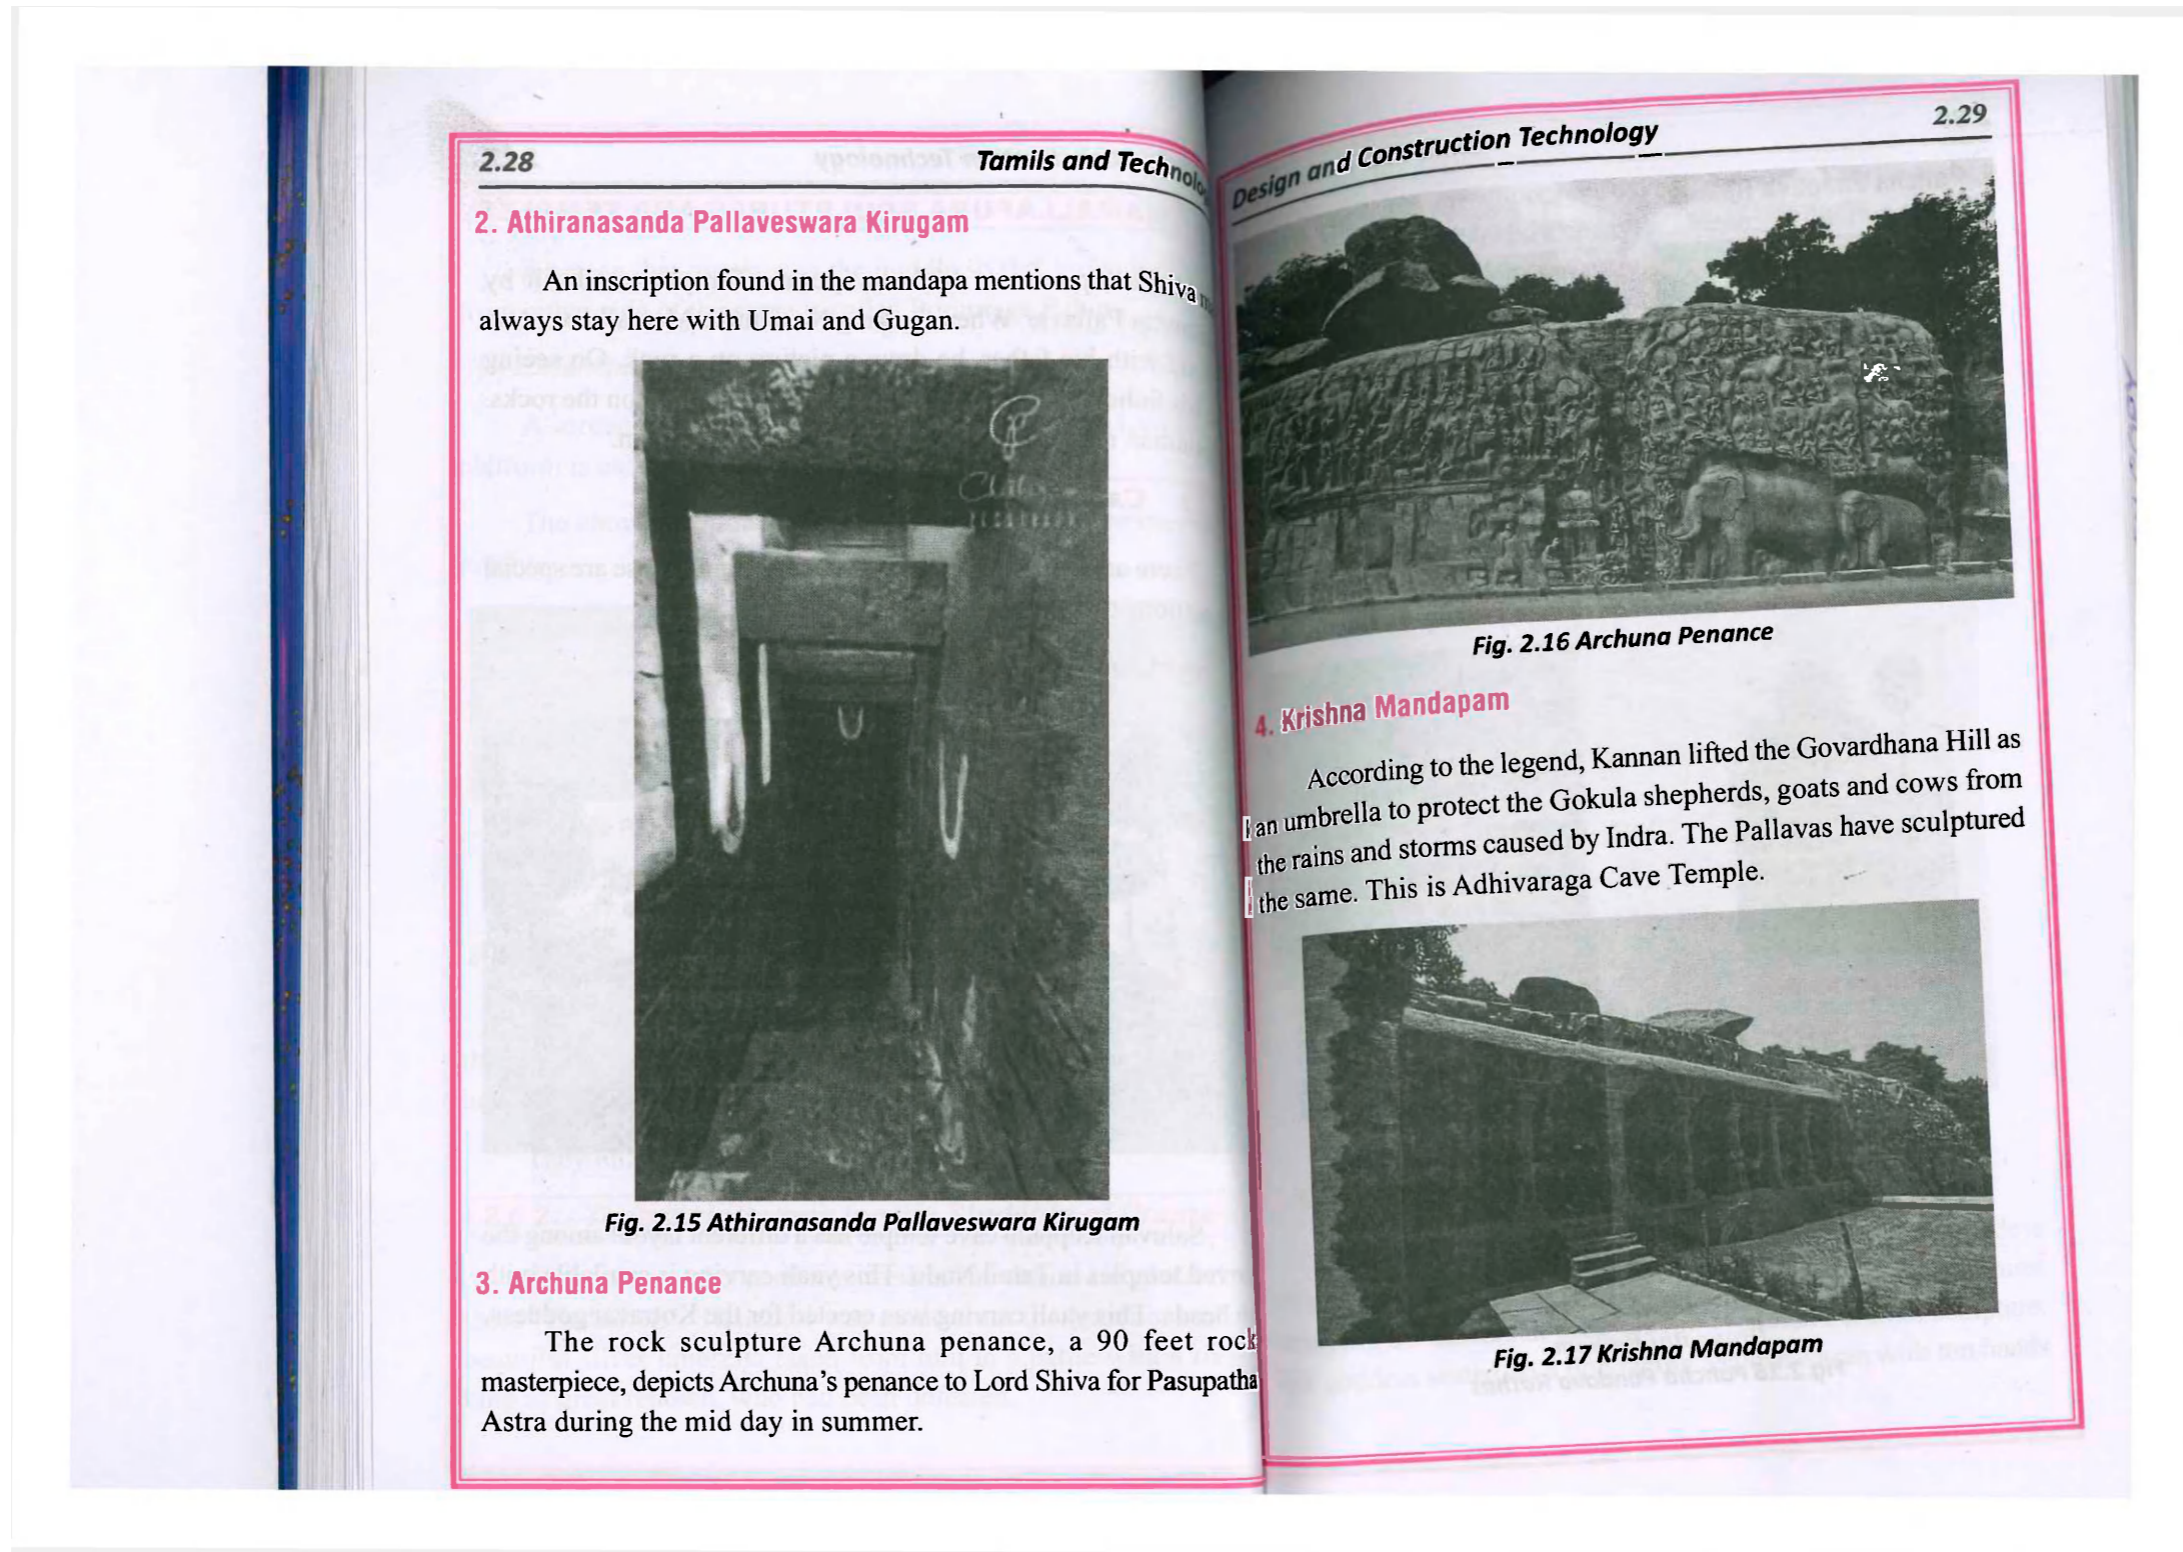 2.28
Tamils and Technolo
2. Athiranasanda Pallaveswara Kirugam
An inscription found in the mandapa mentions that Shiva
always stay here with Umai and Gugan.
Fig. 2.15 Athiranasanda Pallaveswara Kirugam
3. Archuna Penance
The rock sculpture Archuna penance, a 90 feet rock
masterpiece, depicts Archuna's penance to Lord Shiva for Pasupatha
Astra during the mid day in summer.
Design and Construction Technology
2.29
Fig. 2.16 Archuna Penance
4. Krishna Mandapam
According to the legend, Kannan lifted the Govardhana Hill as
an umbrella to protect the Gokula shepherds, goats and cows from
the rains and storms caused by Indra. The Pallavas have sculptured
the same. This is Adhivaraga Cave Temple.
Fig. 2.17 Krishna Mandapam